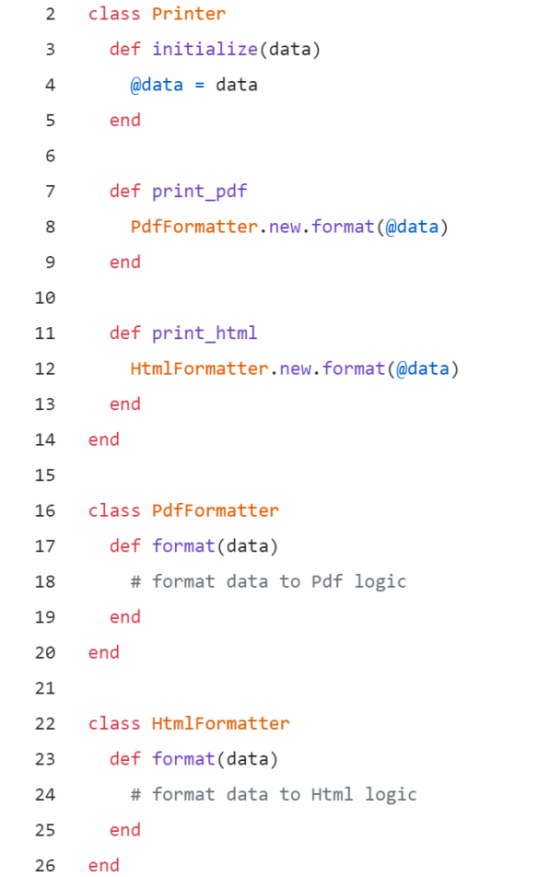 2 class Printer
3   def initialize(data)
4     @data = data
5   end
6
7   def print_pdf
8     PdfFormatter.new.format(@data)
9   end
10
11   def print_html
12     HtmlFormatter.new.format(@data)
13   end
14 end
15
16 class PdfFormatter
17   def format(data)
18     # format data to Pdf logic
19   end
20 end
21
22 class HtmlFormatter
23   def format(data)
24     # format data to Html logic
25   end
26 end